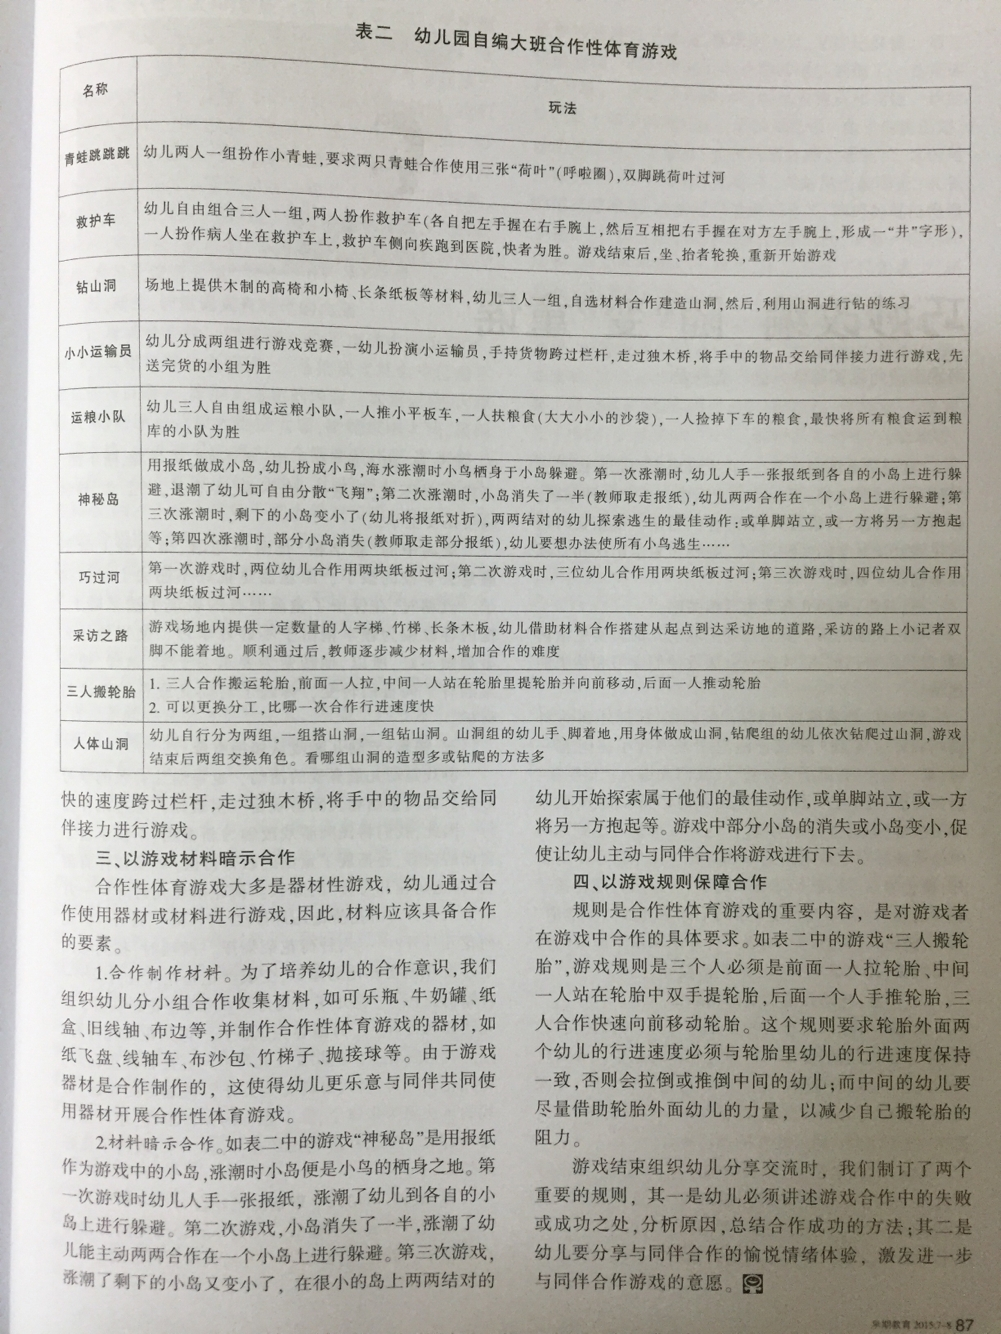 表二 幼儿园自编大班合作性体育游戏
名称
玩法
青蛙跳跳跳
幼儿两人一组扮作小青蛙,要求两只青蛙合作使用三张“荷叶”(呼啦圈),双脚跳荷叶过河
救护车
幼儿自由组合三人一组,两人扮作救护车(各自把左手握在右手腕上,然后互相把右手握在对方左手腕上,形成一“井”字形),
一人扮作病人坐在救护车上,救护车侧向疾跑到医院,快者为胜。游戏结束后,坐、抬者轮换,重新开始游戏
钻山洞
场地上提供木制的高椅和小椅、长条纸板等材料,幼儿三人一组,自选材料合作建造山洞,然后,利用山洞进行钻的练习
小小运输员
幼儿分成两组进行游戏竞赛,一幼儿扮演小运输员,手持货物跨过栏杆,走过独木桥,将手中的物品交给同伴接力进行游戏,先
送完货的小组为胜
运粮小队
幼儿三人自由组成运粮小队,一人推小平板车,一人扶粮食(大大小小的沙袋),一人捡掉下车的粮食,最快将所有粮食运到粮
库的小队为胜
神秘岛
用报纸做成小岛,幼儿扮成小鸟,海水涨潮时小鸟栖身于小岛躲避。第一次涨潮时,幼儿人手一张报纸到各自的小岛上进行躲
避,退潮了幼儿可自由分散“飞翔”;第二次涨潮时,小岛消失了一半(教师取走报纸),幼儿两两合作在一个小岛上进行躲避;第
三次涨潮时,剩下的小岛变小了(幼儿将报纸对折),两两结对的幼儿探索逃生的最佳动作:或单脚站立,或一方将另一方抱起
等;第四次涨潮时,部分小岛消失(教师取走部分报纸),幼儿要想办法使所有小鸟逃生……
巧过河
第一次游戏时,两位幼儿合作用两块纸板过河;第二次游戏时,三位幼儿合作用两块纸板过河;第三次游戏时,四位幼儿合作用
两块纸板过河……
采访之路
游戏场地内提供一定数量的人字梯、竹梯、长条木板,幼儿借助材料合作搭建从起点到达采访地的道路,采访的路上小记者双
脚不能着地。顺利通过后,教师逐步减少材料,增加合作的难度
三人搬轮胎
1. 三人合作搬运轮胎,前面一人拉,中间一人站在轮胎里提轮胎并向前移动,后面一人推动轮胎
2. 可以更换分工,比哪一次合作行进速度快
人体山洞
幼儿自行分为两组,一组搭山洞,一组钻山洞。山洞组的幼儿手、脚着地,用身体做成山洞,钻爬组的幼儿依次钻爬过山洞,游戏
结束后两组交换角色。看哪组山洞的造型多或钻爬的方法多
快的速度跨过栏杆,走过独木桥,将手中的物品交给同
伴接力进行游戏。
三、以游戏材料暗示合作
合作性体育游戏大多是器材性游戏，幼儿通过合
作使用器材或材料进行游戏,因此,材料应该具备合作
的要素。
1.合作制作材料。为了培养幼儿的合作意识,我们
组织幼儿分小组合作收集材料,如可乐瓶、牛奶罐、纸
盒、旧线轴、布边等,并制作合作性体育游戏的器材,如
纸飞盘、线轴车、布沙包、竹梯子、抛接球等。由于游戏
器材是合作制作的，这使得幼儿更乐意与同伴共同使
用器材开展合作性体育游戏。
2.材料暗示合作。如表二中的游戏“神秘岛”是用报纸
作为游戏中的小岛,涨潮时小岛便是小鸟的栖身之地。第
一次游戏时幼儿人手一张报纸，涨潮了幼儿到各自的小
岛上进行躲避。第二次游戏,小岛消失了一半,涨潮了幼
儿能主动两两合作在一个小岛上进行躲避。第三次游戏,
涨潮了剩下的小岛又变小了，在很小的岛上两两结对的
幼儿开始探索属于他们的最佳动作,或单脚站立,或一方
将另一方抱起等。游戏中部分小岛的消失或小岛变小,促
使让幼儿主动与同伴合作将游戏进行下去。
四、以游戏规则保障合作
规则是合作性体育游戏的重要内容，是对游戏者
在游戏中合作的具体要求。如表二中的游戏“三人搬轮
胎”,游戏规则是三个人必须是前面一人拉轮胎、中间
一人站在轮胎中双手提轮胎,后面一个人手推轮胎,三
人合作快速向前移动轮胎。这个规则要求轮胎外面两
个幼儿的行进速度必须与轮胎里幼儿的行进速度保持
一致,否则会拉倒或推倒中间的幼儿;而中间的幼儿要
尽量借助轮胎外面幼儿的力量，以减少自己搬轮胎的
阻力。
游戏结束组织幼儿分享交流时，我们制订了两个
重要的规则，其一是幼儿必须讲述游戏合作中的失败
或成功之处,分析原因,总结合作成功的方法;其二是
幼儿要分享与同伴合作的愉悦情绪体验，激发进一步
与同伴合作游戏的意愿。
早期教育 2015.7-8 87